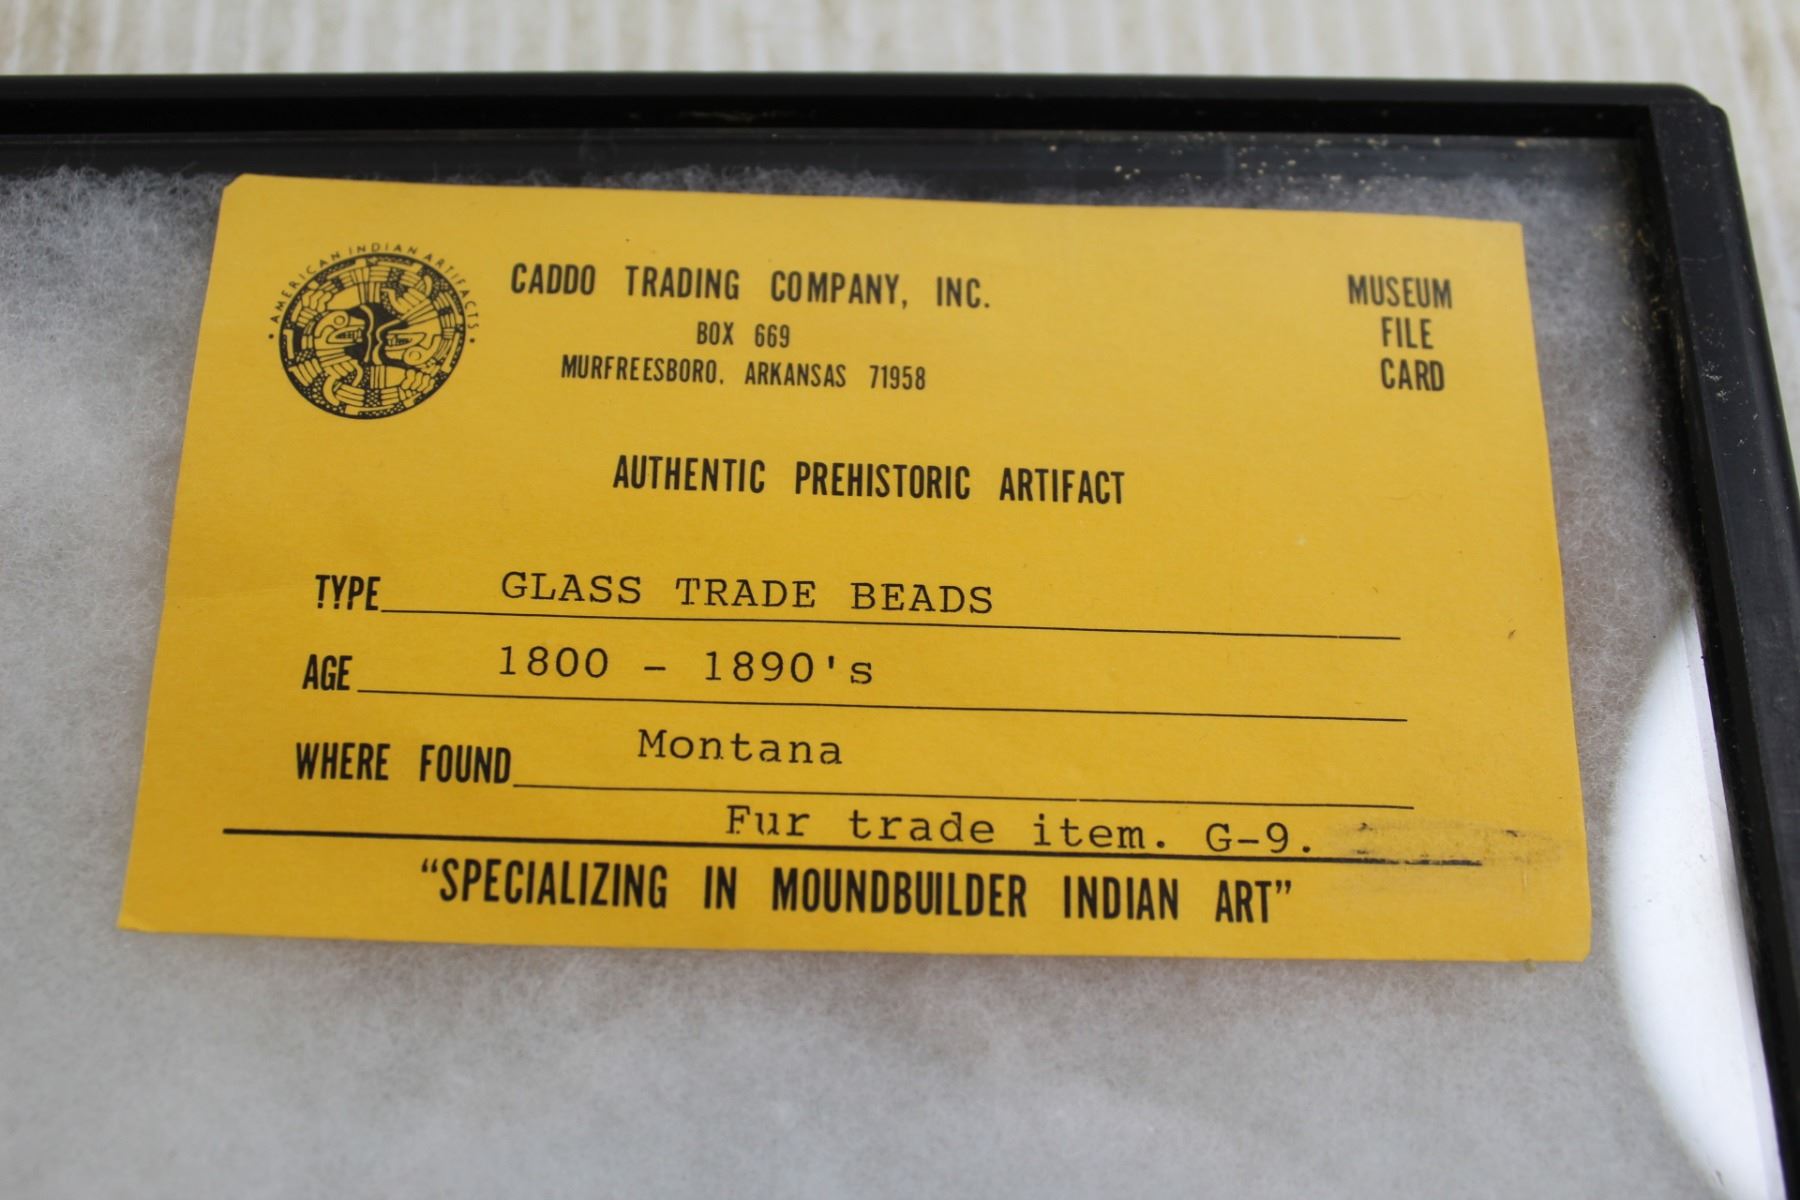 • AMERICAN INDIAN ARTIFACTS •
CADDO TRADING COMPANY, INC.
BOX 669
MURFREESBORO, ARKANSAS 71958
MUSEUM
FILE
CARD
AUTHENTIC PREHISTORIC ARTIFACT
TYPE GLASS TRADE BEADS
AGE 1800 - 1890's
WHERE FOUND Montana
Fur trade item. G-9.
“SPECIALIZING IN MOUNDBUILDER INDIAN ART”